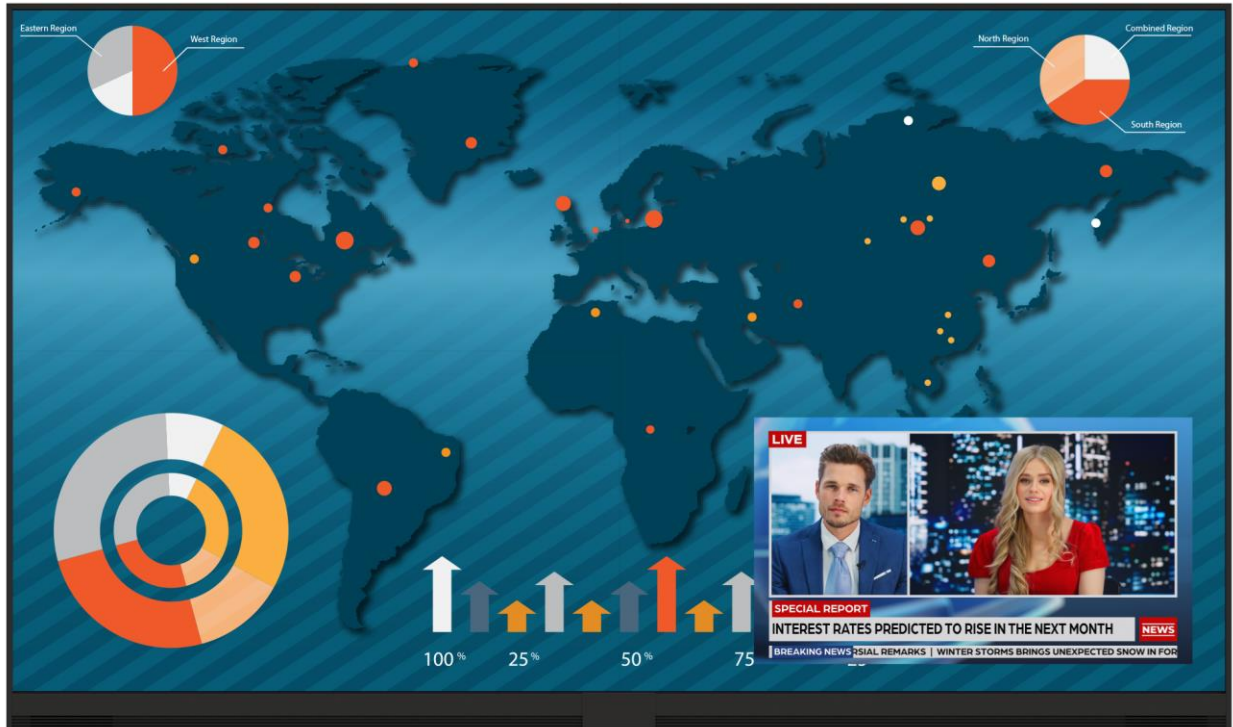 Eastern Region
West Region
North Region
Combined Region
South Region
100 %
25 %
50 %
75
LIVE
SPECIAL REPORT
INTEREST RATES PREDICTED TO RISE IN THE NEXT MONTH
NEWS
BREAKING NEWS RSIAL REMARKS | WINTER STORMS BRINGS UNEXPECTED SNOW IN FOR